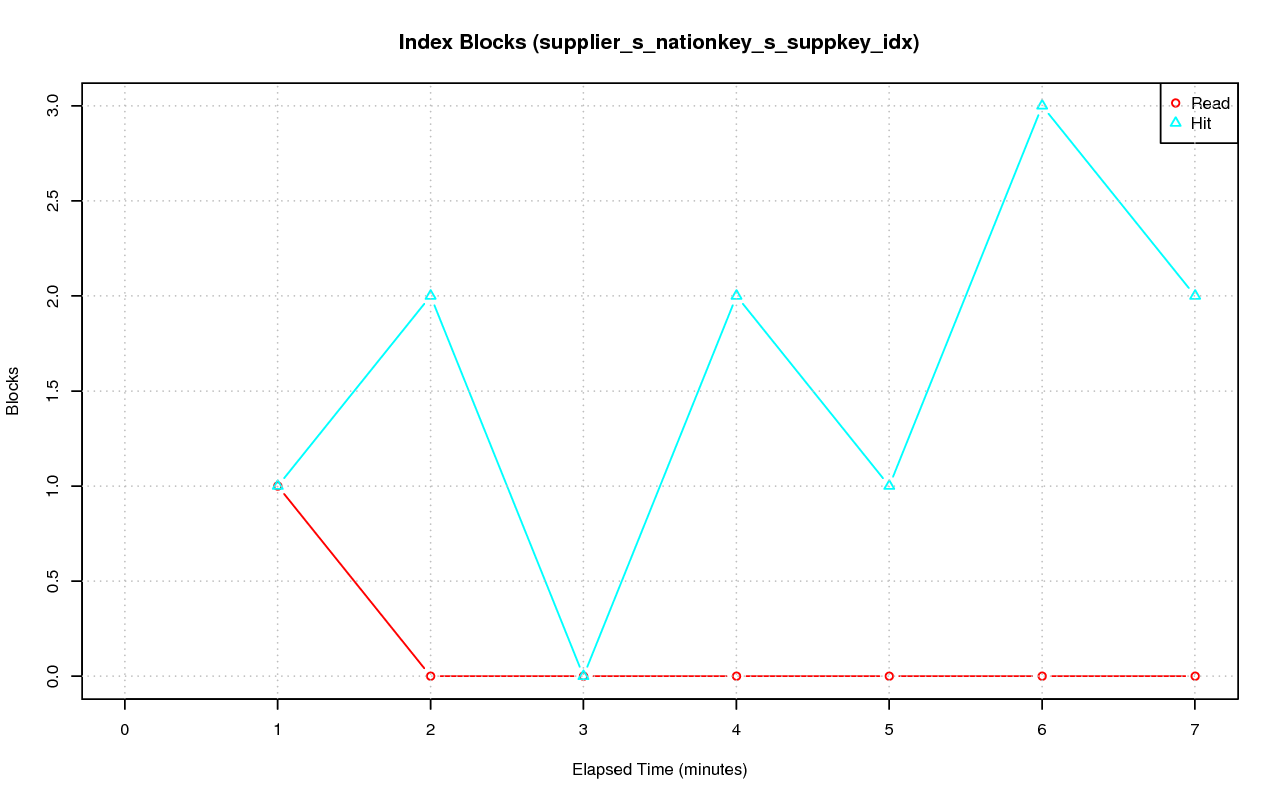 Index Blocks (supplier_s_nationkey_s_suppkey_idx)
Read
Hit
3.0
2.5
2.0
1.5
1.0
0.5
0.0
Blocks
0 1 2 3 4 5 6 7
Elapsed Time (minutes)